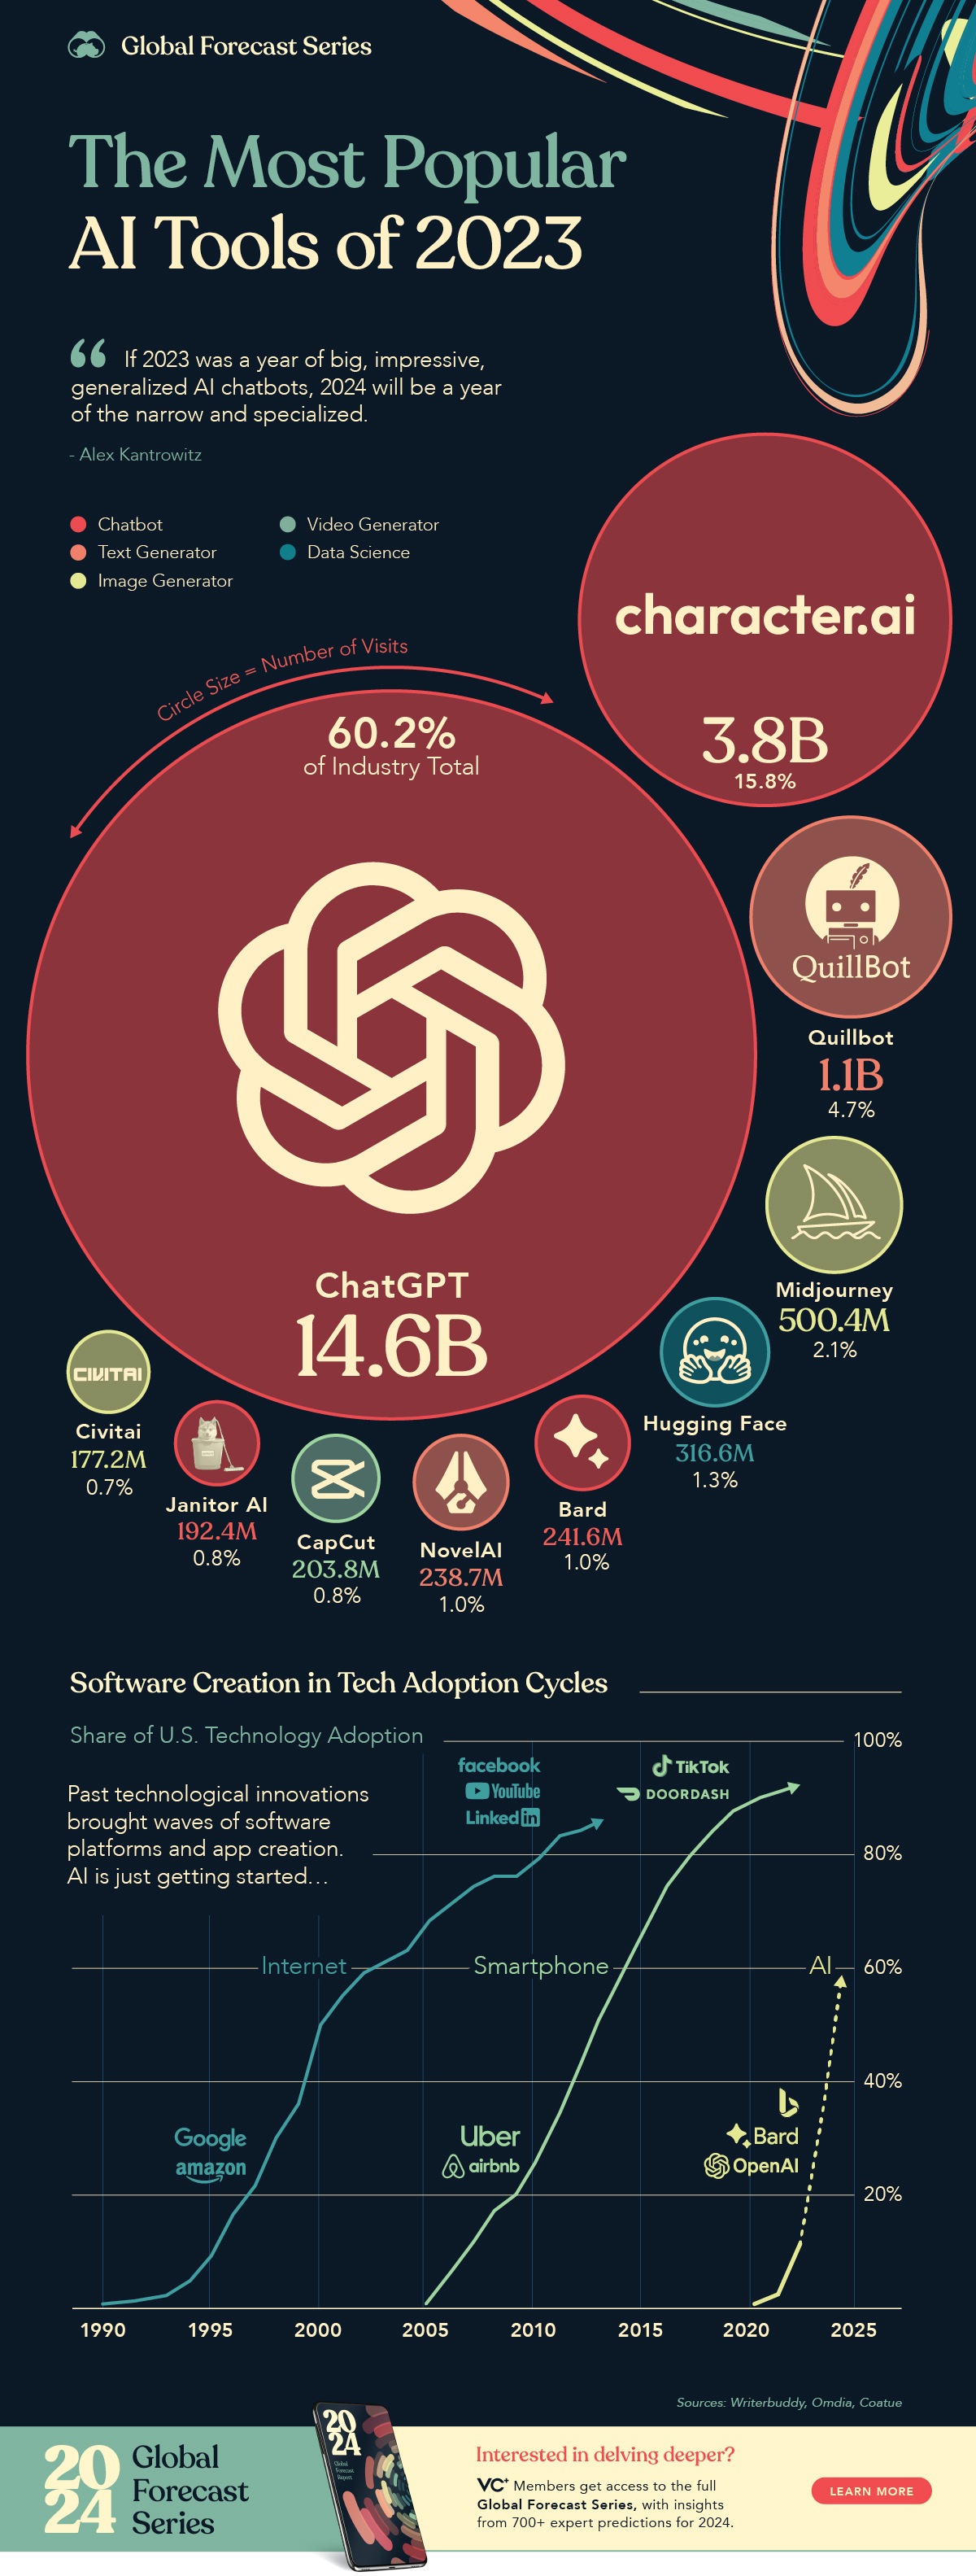 Global Forecast Series
The Most Popular
AI Tools of 2023
“ If 2023 was a year of big, impressive,
generalized AI chatbots, 2024 will be a year
of the narrow and specialized.
- Alex Kantrowitz
Chatbot
Text Generator
Image Generator
Video Generator
Data Science
character.ai
3.8B
15.8%
Circle Size = Number of Visits
60.2%
of Industry Total
ChatGPT
14.6B
QuillBot
Quillbot
1.1B
4.7%
Midjourney
500.4M
2.1%
Hugging Face
316.6M
1.3%
Bard
241.6M
1.0%
NovelAI
238.7M
1.0%
CapCut
203.8M
0.8%
Janitor AI
192.4M
0.8%
CIVITAI
Civitai
177.2M
0.7%
Software Creation in Tech Adoption Cycles
Share of U.S. Technology Adoption
Past technological innovations
brought waves of software
platforms and app creation.
AI is just getting started…
100%
80%
60%
40%
20%
facebook
YouTube
Linked in
TikTok
DOORDASH
Internet
Smartphone
AI
Google
amazon
Uber
airbnb
b
Bard
OpenAI
1990
1995
2000
2005
2010
2015
2020
2025
Sources: Writerbuddy, Omdia, Coatue
20
24
Global
Forecast
Series
20
24
Global
Forecast
Report
Interested in delving deeper?
VC+ Members get access to the full
Global Forecast Series, with insights
from 700+ expert predictions for 2024.
LEARN MORE